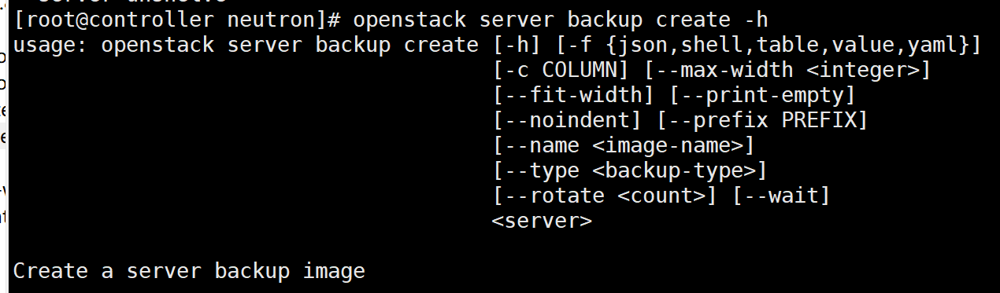 [root@controller neutron]# openstack server backup create -h
usage: openstack server backup create [-h] [-f {json,shell,table,value,yaml}]
[-c COLUMN] [--max-width <integer>]
[--fit-width] [--print-empty]
[--noindent] [--prefix PREFIX]
[--name <image-name>]
[--type <backup-type>]
[--rotate <count>] [--wait]
<server>
Create a server backup image